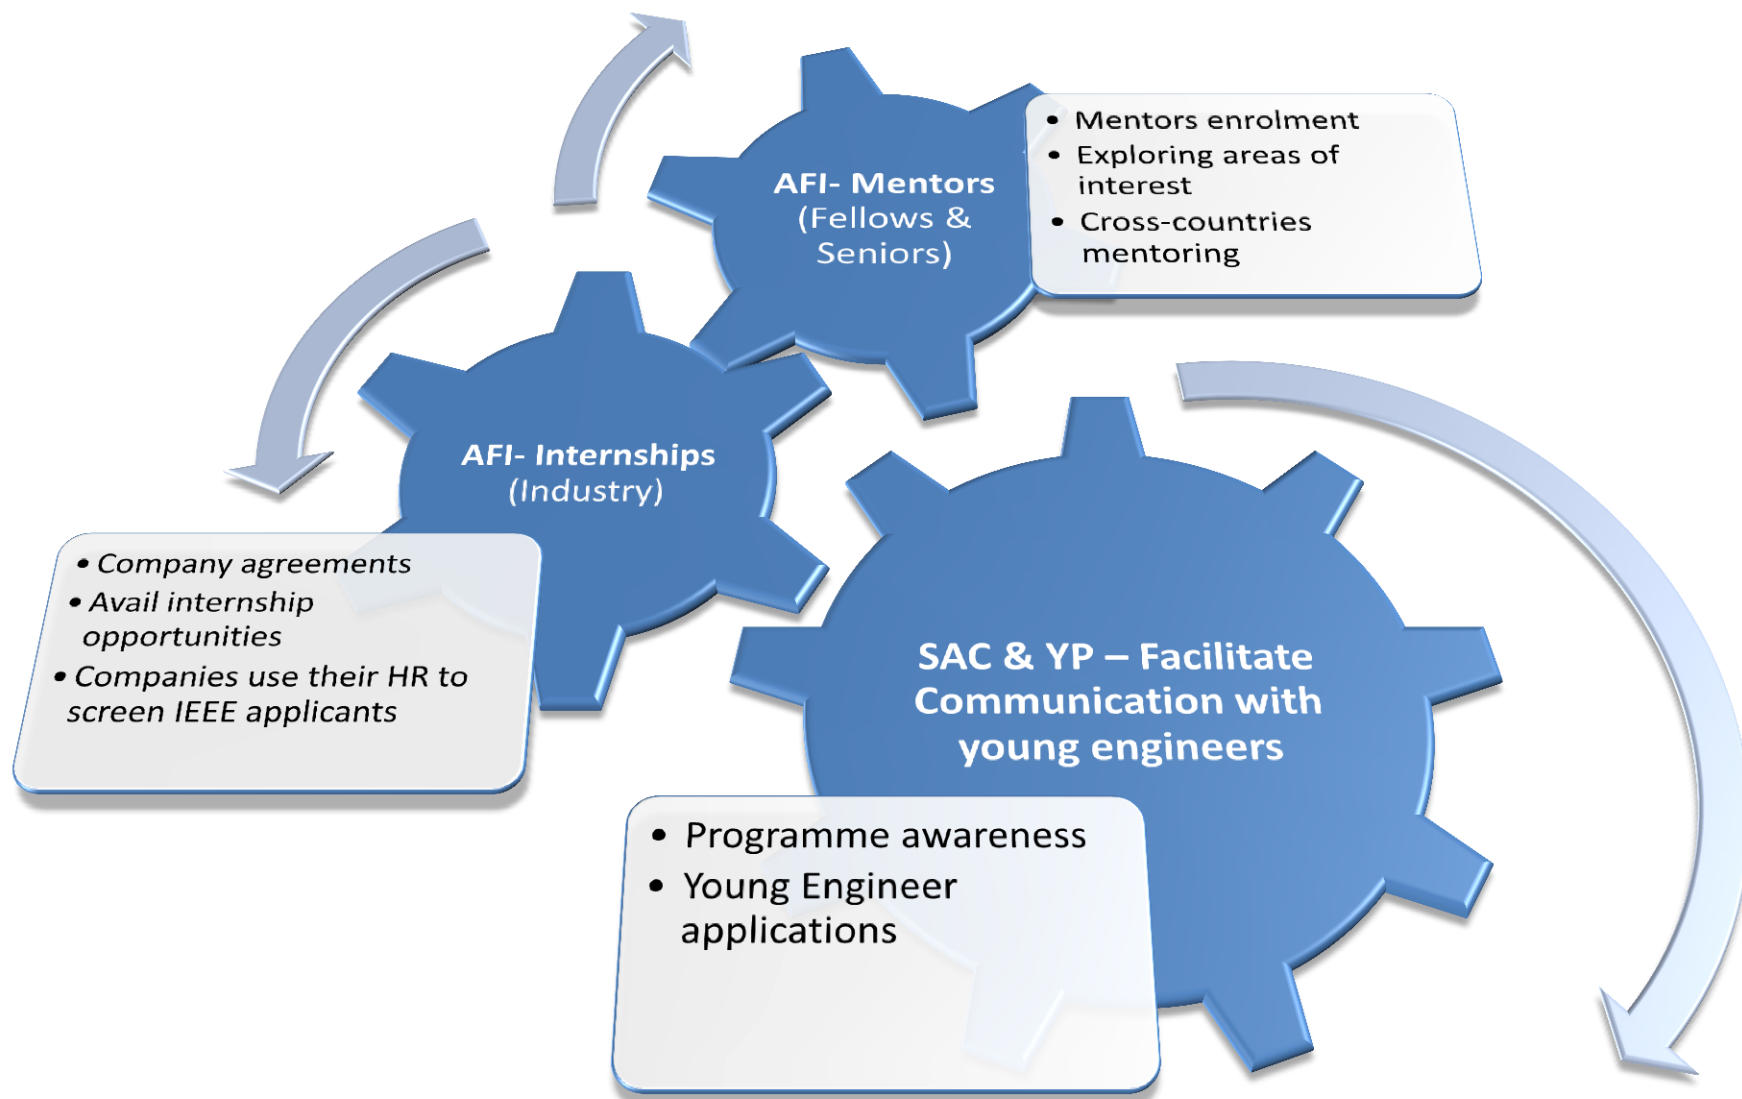 AFI- Mentors
(Fellows &
Seniors)
• Mentors enrolment
• Exploring areas of
interest
• Cross-countries
mentoring
AFI- Internships
(Industry)
• Company agreements
• Avail internship
opportunities
• Companies use their HR to
screen IEEE applicants
SAC & YP – Facilitate
Communication with
young engineers
• Programme awareness
• Young Engineer
applications